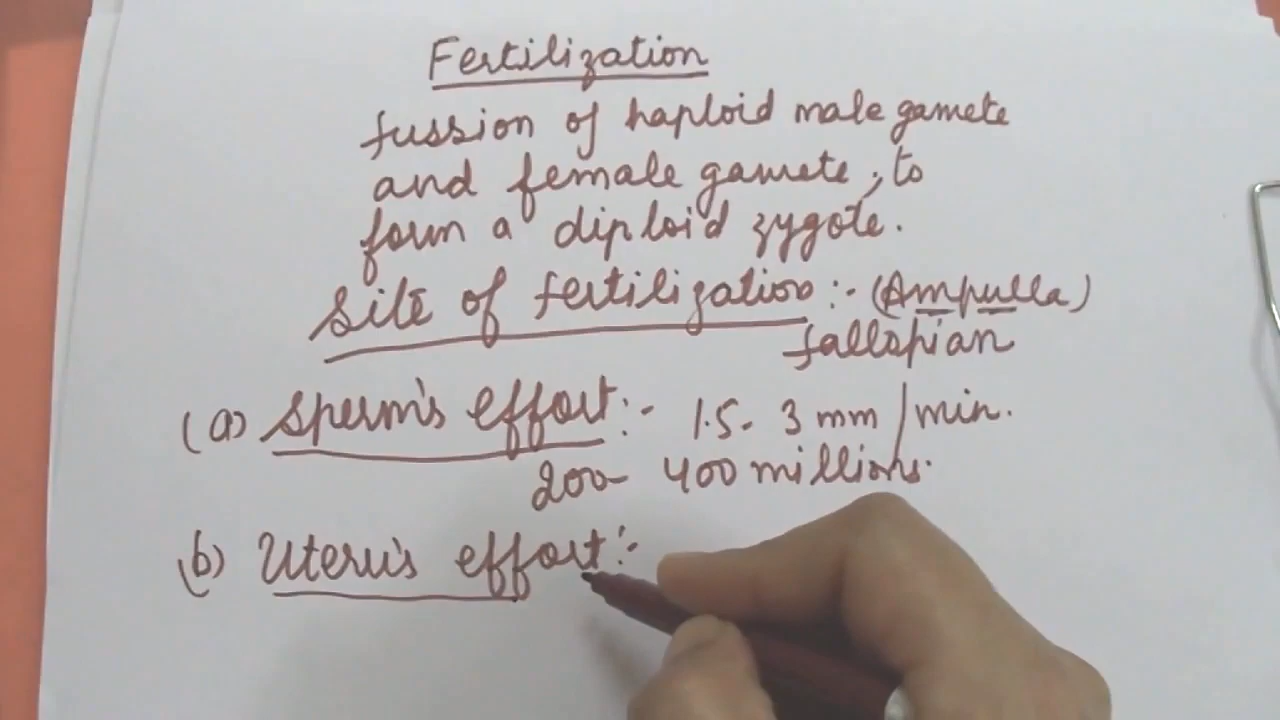 Fertilization
fussion of haploid male gamete
and female gamete, to
form a diploid zygote.
Site of fertilization :- (Ampulla)
fallopian
(a) Sperm's effort :- 1.5- 3 mm/min.
200- 400 millions.
(b) Uteru's effort :-